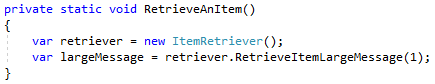 private static void RetrieveAnItem()
{
    var retriever = new ItemRetriever();
    var largeMessage = retriever.RetrieveItemLargeMessage(1);
}